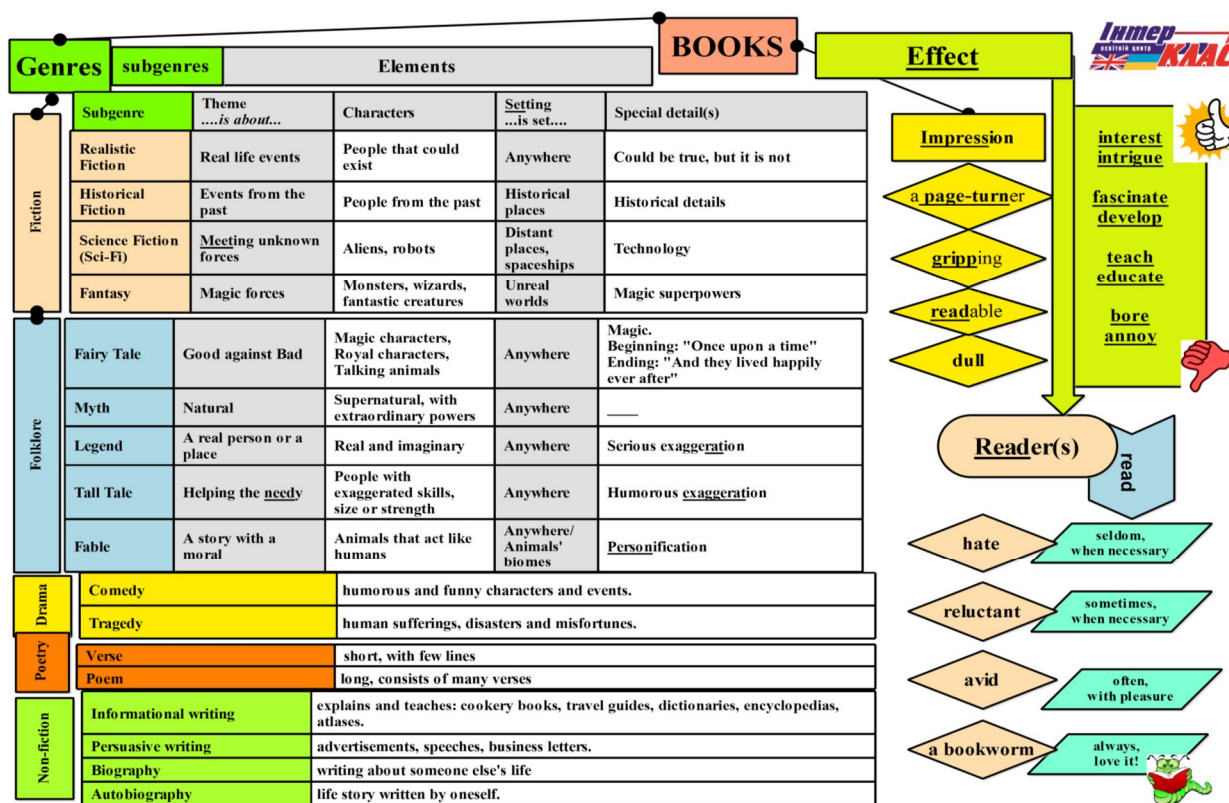 BOOKS
Genres
subgenres
Elements
Effect
Інтер
освітній центр
КЛАС
Subgenre
Theme
....is about...
Characters
Setting
...is set....
Special detail(s)
Fiction
Realistic
Fiction
Real life events
People that could
exist
Anywhere
Could be true, but it is not
Historical
Fiction
Events from the
past
People from the past
Historical
places
Historical details
Science Fiction
(Sci-Fi)
Meeting unknown
forces
Aliens, robots
Distant
places,
spaceships
Technology
Fantasy
Magic forces
Monsters, wizards,
fantastic creatures
Unreal
worlds
Magic superpowers
Folklore
Fairy Tale
Good against Bad
Magic characters,
Royal characters,
Talking animals
Anywhere
Magic.
Beginning: "Once upon a time"
Ending: "And they lived happily
ever after"
Myth
Natural
Supernatural, with
extraordinary powers
Anywhere
____
Legend
A real person or a
place
Real and imaginary
Anywhere
Serious exaggeration
Tall Tale
Helping the needy
People with
exaggerated skills,
size or strength
Anywhere
Humorous exaggeration
Fable
A story with a
moral
Animals that act like
humans
Anywhere/
Animals'
biomes
Personification
Drama
Comedy
humorous and funny characters and events.
Tragedy
human sufferings, disasters and misfortunes.
Poetry
Verse
short, with few lines
Poem
long, consists of many verses
Non-fiction
Informational writing
explains and teaches: cookery books, travel guides, dictionaries, encyclopedias,
atlases.
Persuasive writing
advertisements, speeches, business letters.
Biography
writing about someone else's life
Autobiography
life story written by oneself.
Impression
a page-turner
gripping
readable
dull
interest
intrigue
fascinate
develop
teach
educate
bore
annoy
Reader(s)
read
hate
seldom,
when necessary
reluctant
sometimes,
when necessary
avid
often,
with pleasure
a bookworm
always,
love it!